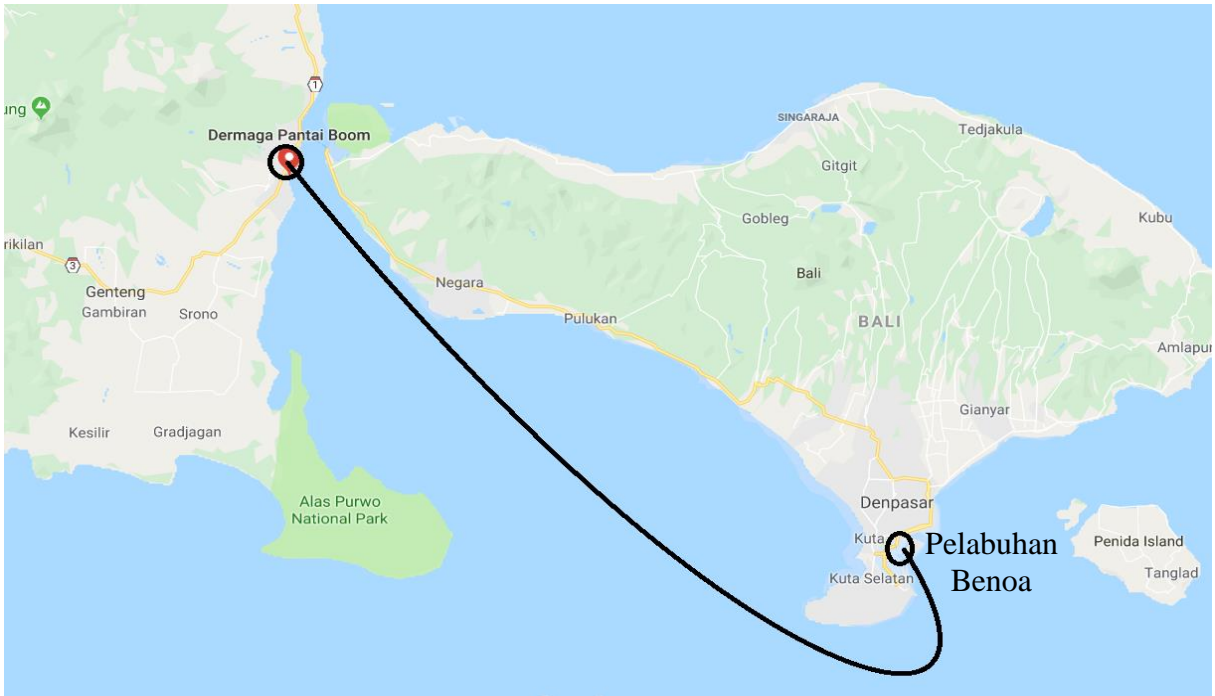 1
ung
Dermaga Pantai Boom
SINGARAJA
Tedjakula
Gitgit
Gobleg
Kubu
rikilan
3
Negara
Bali
Genteng
Gambiran
Srono
Pulukan
BALI
Amlapur
Gianyar
Kesilir
Gradjagan
Alas Purwo
National Park
Denpasar
Kuta
Pelabuhan
Benoa
Penida Island
Kuta Selatan
Tanglad